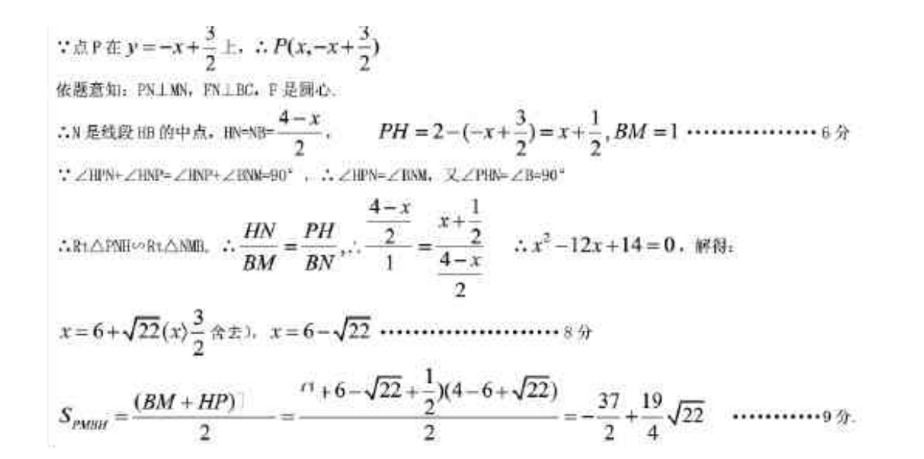 ∵点P在 y=-x+3/2 上，∴P(x,-x+3/2)
依题意知：PN⊥MN，FN⊥BC，F是圆心.
∴N是线段HB的中点，HN=NB=(4-x)/2， PH=2-(-x+3/2)=x+1/2,BM=1 ················6分
∵∠HPN+∠HNP=∠HNP+∠BNM=90°，∴∠HPN=∠BNM，又∠PHN=∠B=90°
∴Rt△PNH∽Rt△NMB，∴HN/BM=PH/BN,∴((4-x)/2)/1=(x+1/2)/((4-x)/2) ∴x²-12x+14=0，解得：
x=6+√22(x⟩3/2舍去)，x=6-√22 ······················8分
S_PMBH=(BM+HP)/2=(1+6-√22+1/2)(4-6+√22)/2=-37/2+19/4√22 ···········9分.